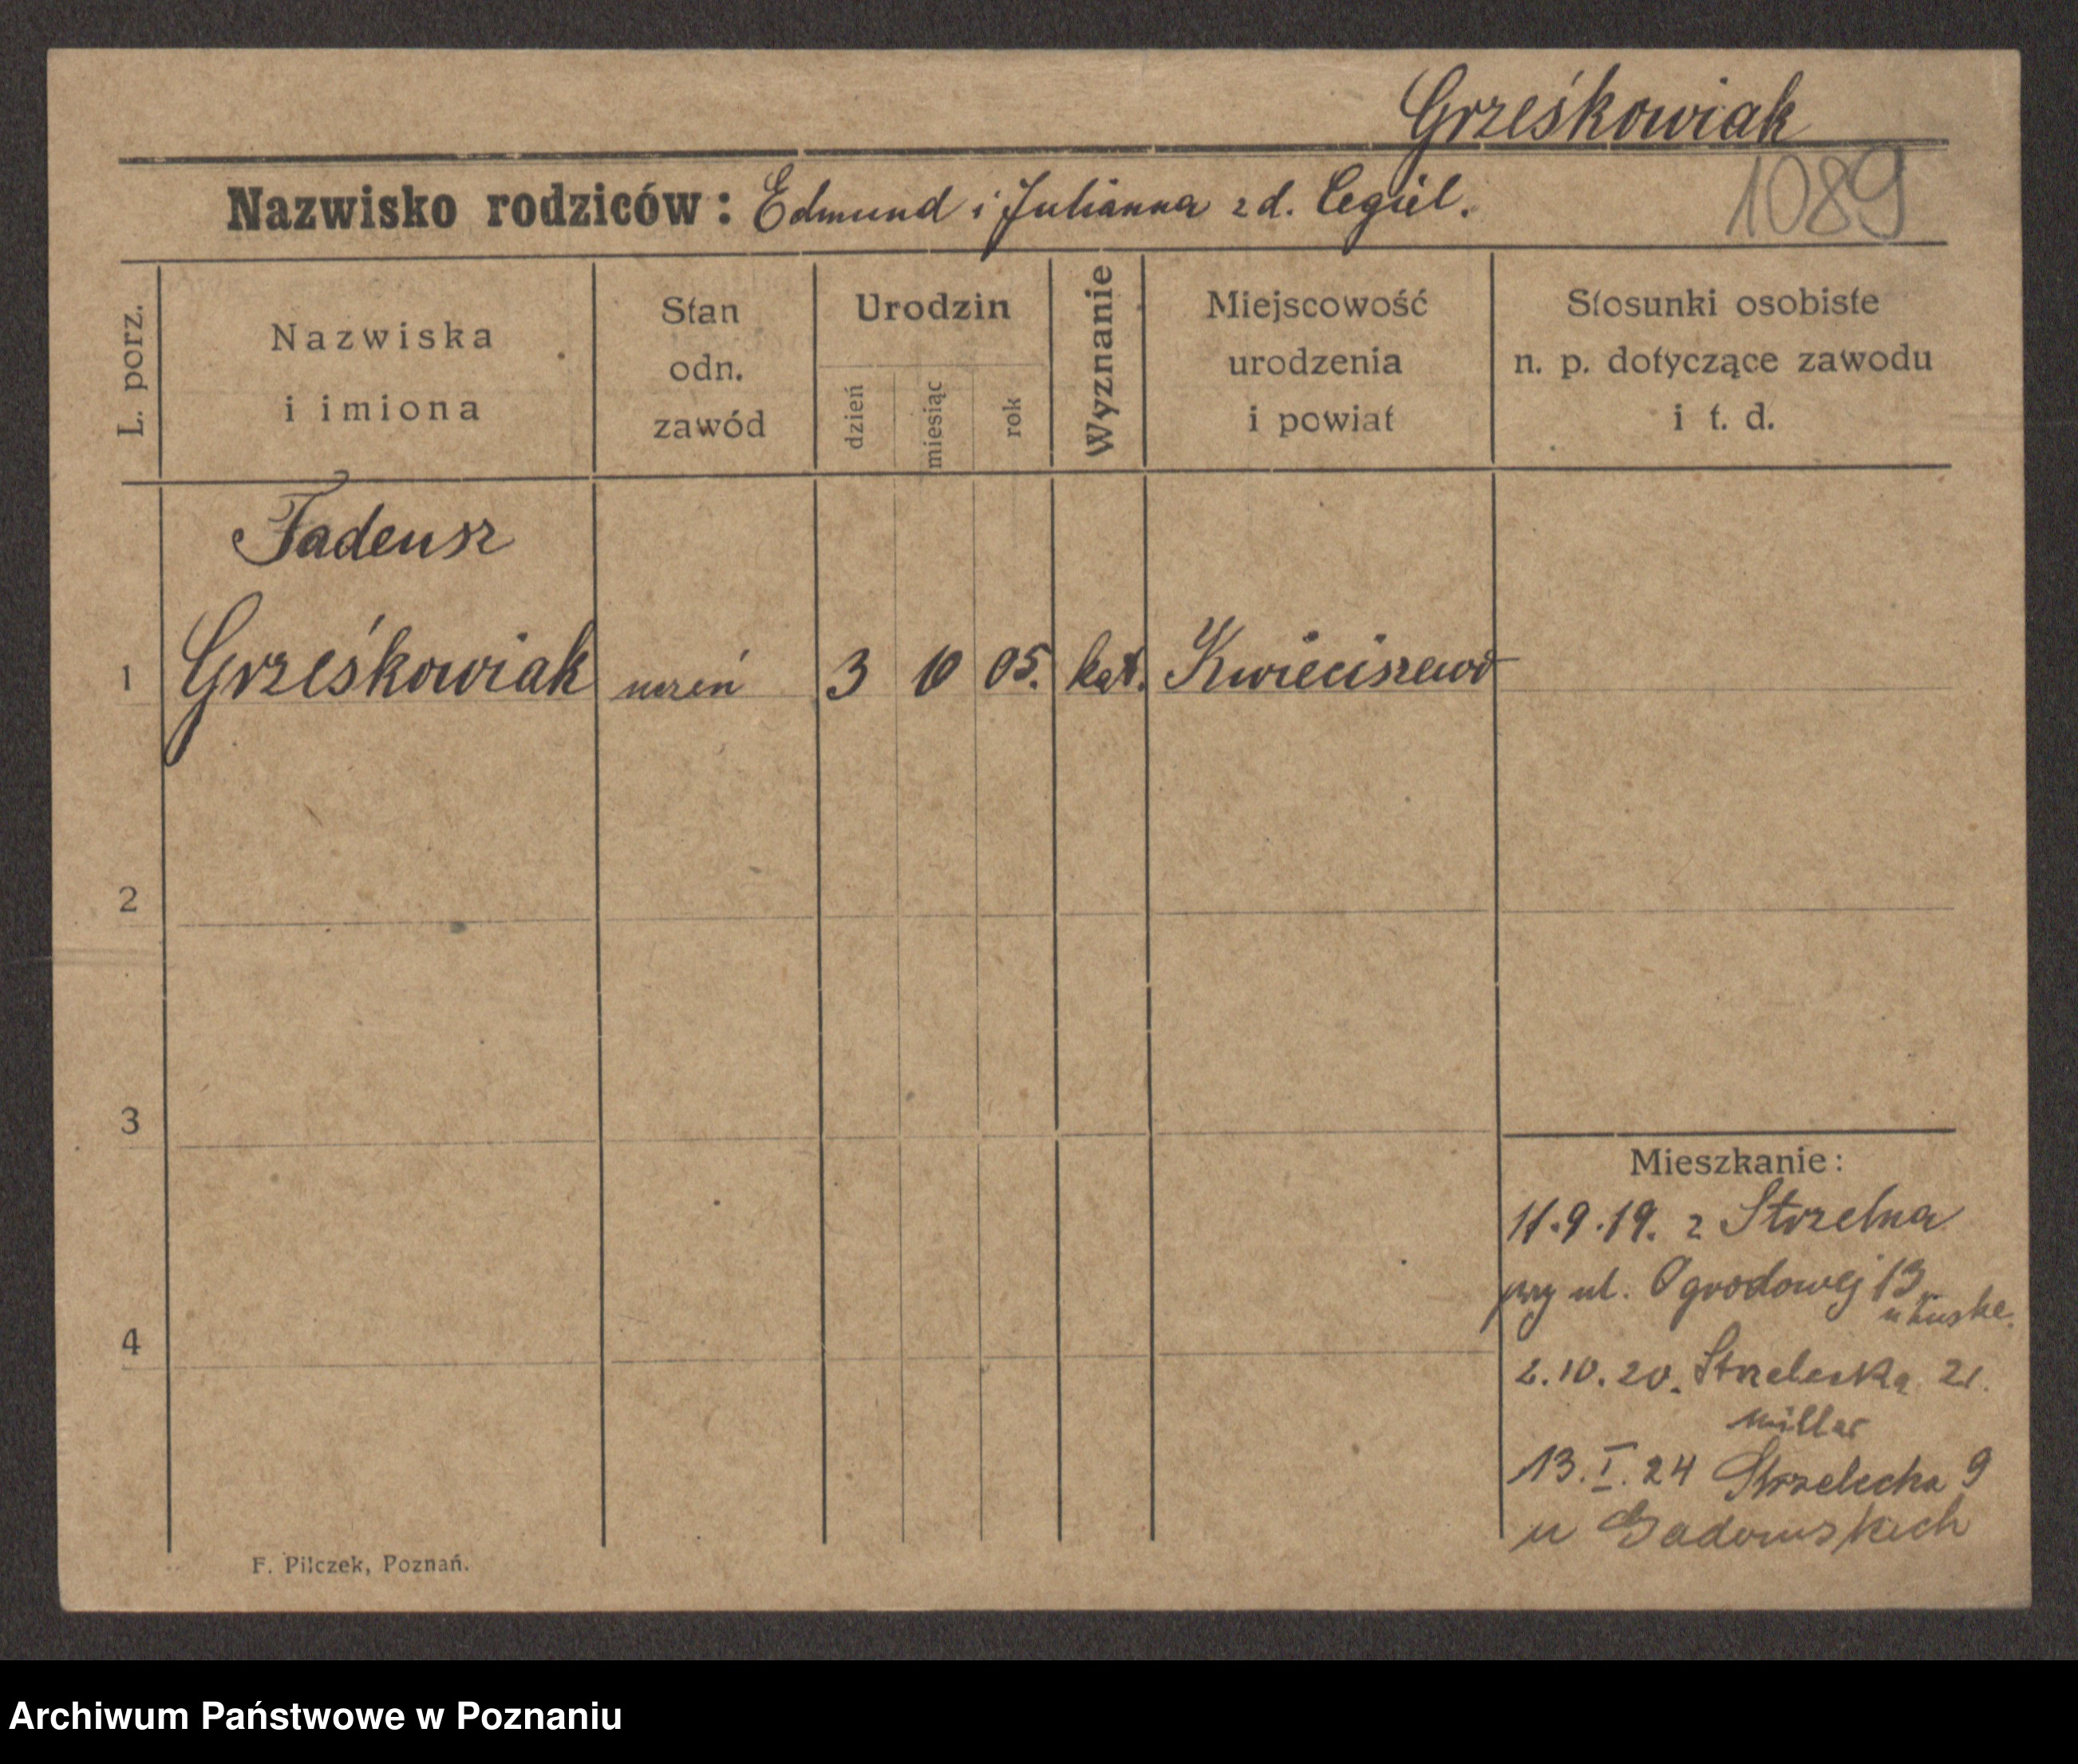 Grześkowiak
1089
Nazwisko rodziców: Edmund i Julianna z d. Cegiel.
L. porz.
Nazwiska
i imiona
Stan
odn.
zawód
Urodzin
dzień
miesiąc
rok
Wyznanie
Miejscowość
urodzenia
i powiat
Stosunki osobiste
n. p. dotyczące zawodu
i t. d.
Tadeusz
1 Grześkowiak uczeń 3 10 05. kat. Kwieciszewo
2
3
4
Mieszkanie:
11.9.19. z Strzelna
przy ul. Ogrodowej 13
u
2.10.20. Strzelecka 21.
Müller
13.I.24 Strzelecka 9
u Gadomskich
F. Pilczek, Poznań.
Archiwum Państwowe w Poznaniu